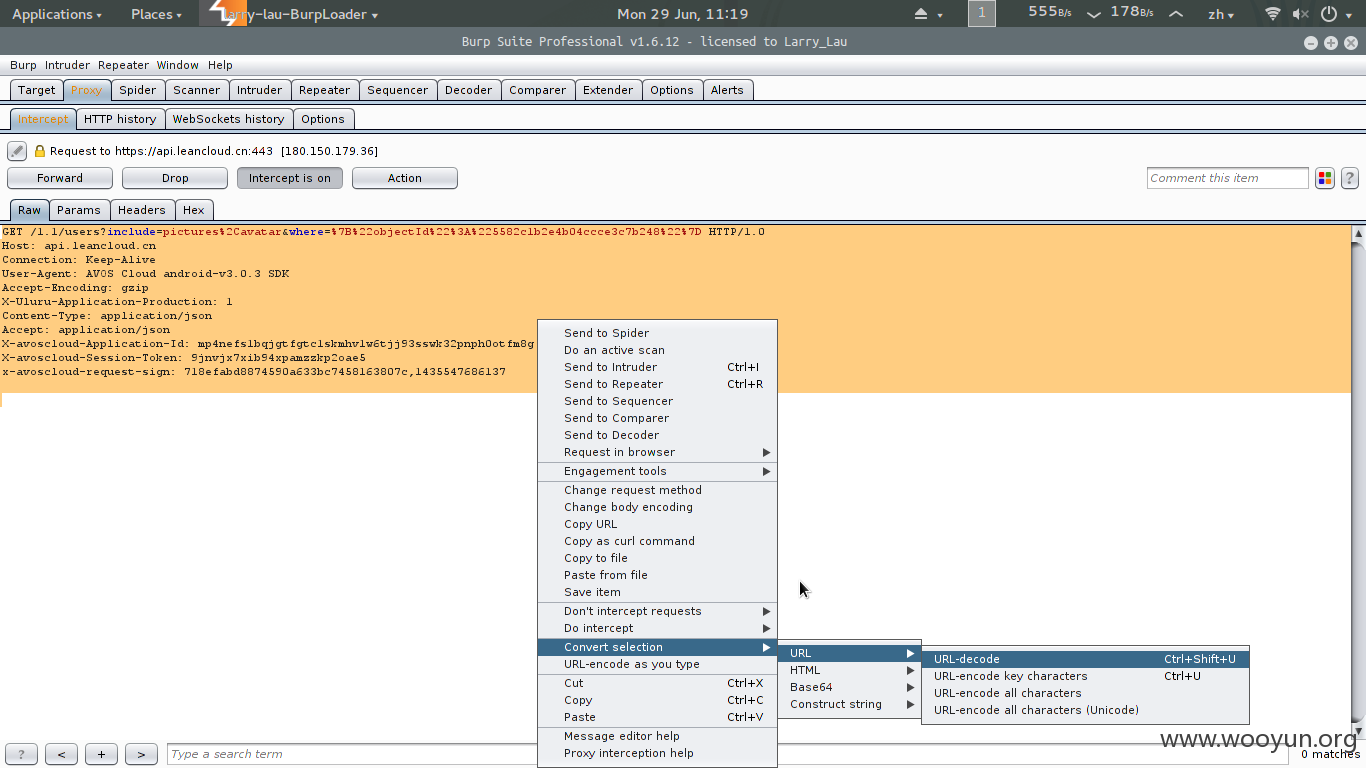 Applications Places larry-lau-BurpLoader Mon 29 Jun, 11:19 1 555B/s 178B/s zh
Burp Suite Professional v1.6.12 - licensed to Larry_Lau
Burp Intruder Repeater Window Help
Target Proxy Spider Scanner Intruder Repeater Sequencer Decoder Comparer Extender Options Alerts
Intercept HTTP history WebSockets history Options
Request to https://api.leancloud.cn:443 [180.150.179.36]
Forward Drop Intercept is on Action Comment this item ?
Raw Params Headers Hex
GET /1.1/users?include=pictures%2Cavatar&where=%7B%22objectId%22%3A%225582c1b2e4b04ccce3c7b248%22%7D HTTP/1.0
Host: api.leancloud.cn
Connection: Keep-Alive
User-Agent: AVOS Cloud android-v3.0.3 SDK
Accept-Encoding: gzip
X-Uluru-Application-Production: 1
Content-Type: application/json
Accept: application/json
X-avoscloud-Application-Id: mp4nefslbqjgtfgtclskmhvlw6tjj93sswk32pnph0otfm8g
X-avoscloud-Session-Token: 9jnvjx7xib94xpamzzkp2oae5
x-avoscloud-request-sign: 718efabd8874590a633bc7458163807c,1435547686137
Send to Spider
Do an active scan
Send to Intruder Ctrl+I
Send to Repeater Ctrl+R
Send to Sequencer
Send to Comparer
Send to Decoder
Request in browser
Engagement tools
Change request method
Change body encoding
Copy URL
Copy as curl command
Copy to file
Paste from file
Save item
Don't intercept requests
Do intercept
Convert selection
URL-encode as you type
Cut Ctrl+X
Copy Ctrl+C
Paste Ctrl+V
Message editor help
Proxy interception help
URL
HTML
Base64
Construct string
URL-decode Ctrl+Shift+U
URL-encode key characters Ctrl+U
URL-encode all characters
URL-encode all characters (Unicode)
? < + > Type a search term 0 matches
www.wooyun.org